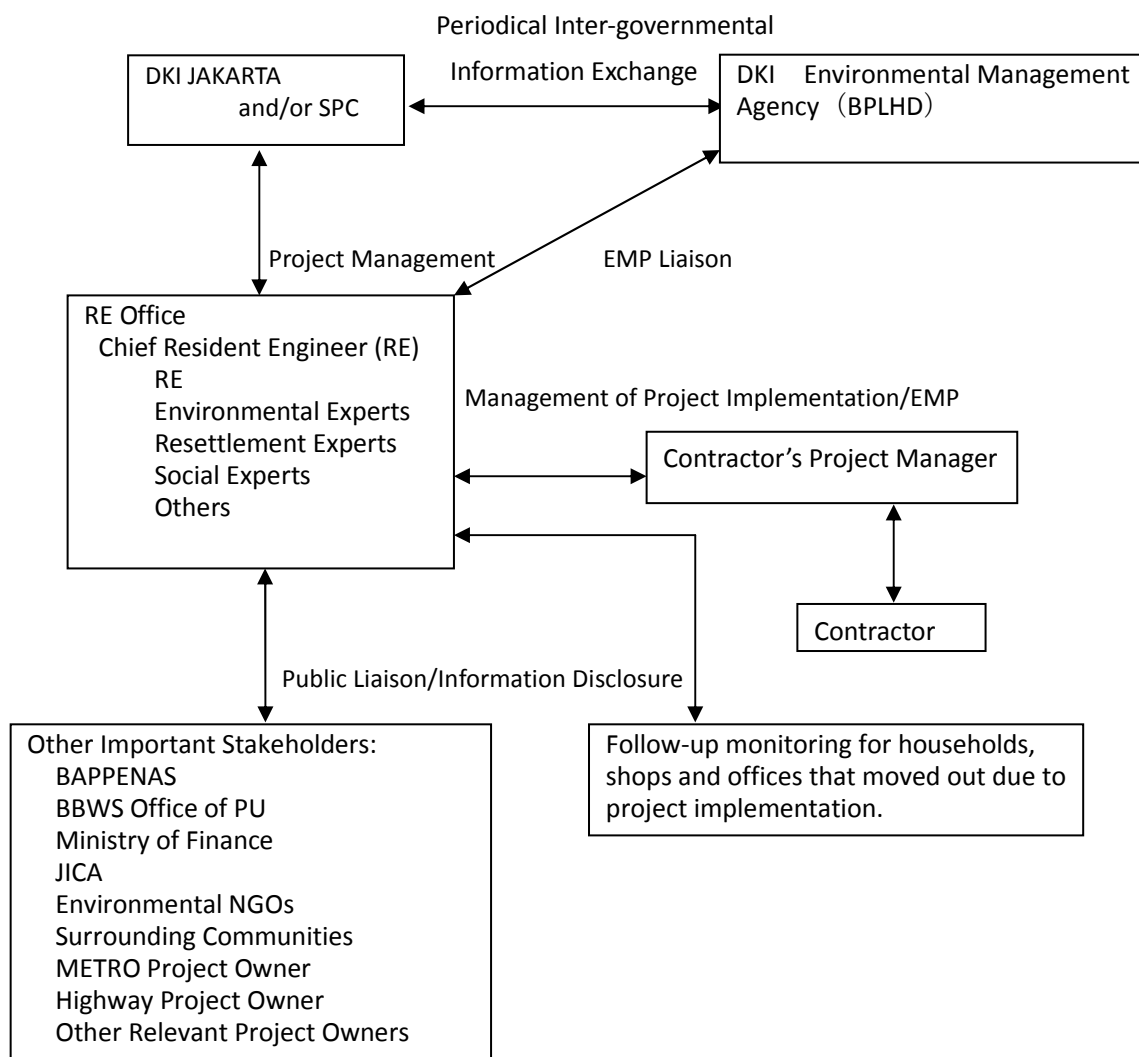 Periodical Inter-governmental
Information Exchange
DKI JAKARTA
and/or SPC
DKI Environmental Management
Agency（BPLHD）
Project Management
EMP Liaison
RE Office
Chief Resident Engineer (RE)
RE
Environmental Experts
Resettlement Experts
Social Experts
Others
Management of Project Implementation/EMP
Contractor’s Project Manager
Contractor
Public Liaison/Information Disclosure
Other Important Stakeholders:
BAPPENAS
BBWS Office of PU
Ministry of Finance
JICA
Environmental NGOs
Surrounding Communities
METRO Project Owner
Highway Project Owner
Other Relevant Project Owners
Follow-up monitoring for households,
shops and offices that moved out due to
project implementation.